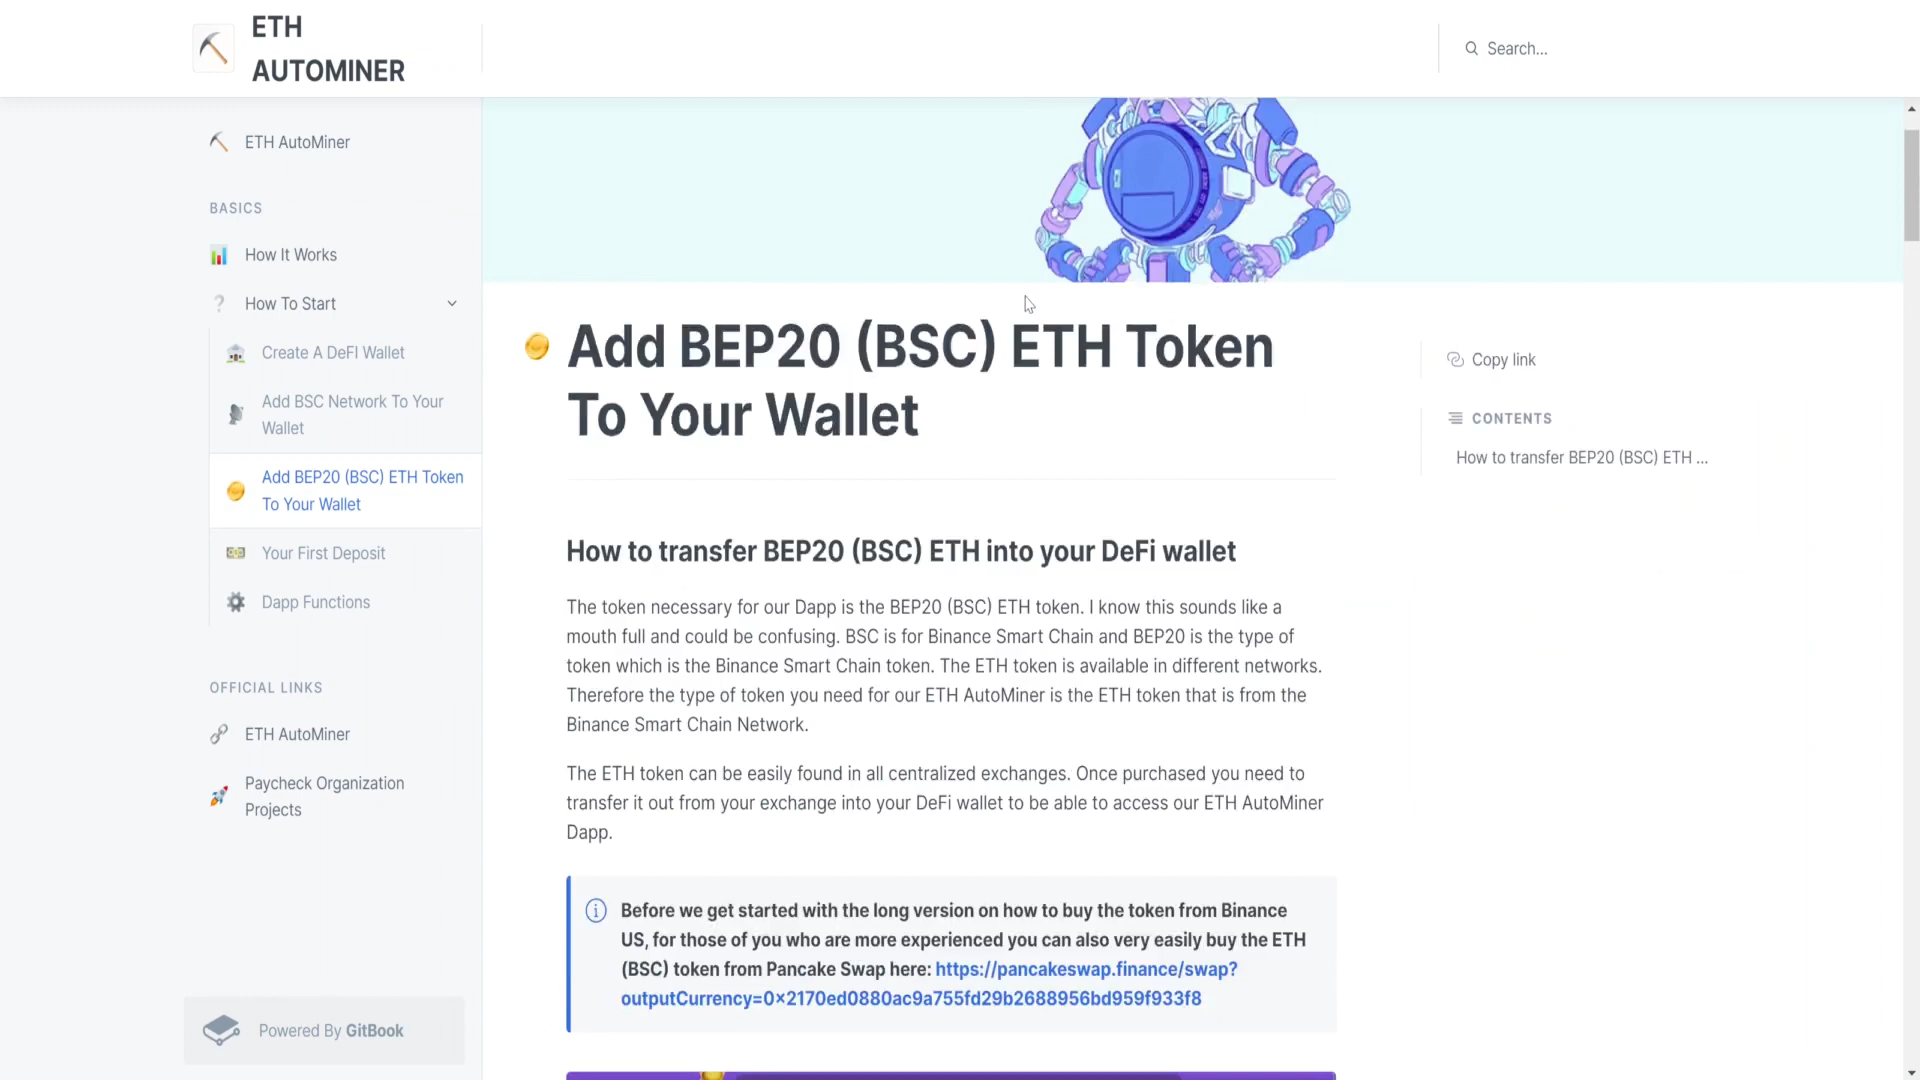 ETH
AUTOMINER
Search...
ETH AutoMiner
BASICS
How It Works
How To Start
Create A DeFI Wallet
Add BSC Network To Your
Wallet
Add BEP20 (BSC) ETH Token
To Your Wallet
Your First Deposit
Dapp Functions
OFFICIAL LINKS
ETH AutoMiner
Paycheck Organization
Projects
Powered By GitBook
Add BEP20 (BSC) ETH Token
To Your Wallet
How to transfer BEP20 (BSC) ETH into your DeFi wallet
The token necessary for our Dapp is the BEP20 (BSC) ETH token. I know this sounds like a
mouth full and could be confusing. BSC is for Binance Smart Chain and BEP20 is the type of
token which is the Binance Smart Chain token. The ETH token is available in different networks.
Therefore the type of token you need for our ETH AutoMiner is the ETH token that is from the
Binance Smart Chain Network.
The ETH token can be easily found in all centralized exchanges. Once purchased you need to
transfer it out from your exchange into your DeFi wallet to be able to access our ETH AutoMiner
Dapp.
Before we get started with the long version on how to buy the token from Binance
US, for those of you who are more experienced you can also very easily buy the ETH
(BSC) token from Pancake Swap here: https://pancakeswap.finance/swap?
outputCurrency=0x2170ed0880ac9a755fd29b2688956bd959f933f8
Copy link
CONTENTS
How to transfer BEP20 (BSC) ETH ...